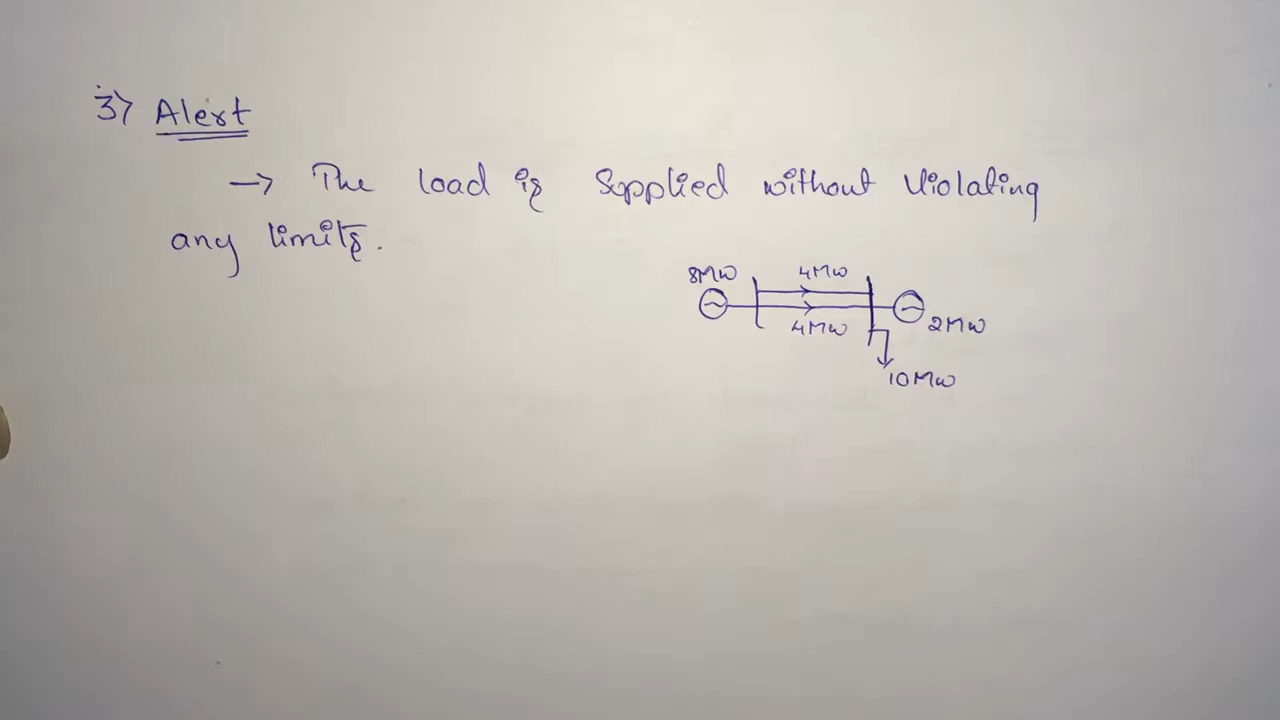 3) Alert
→ The load is supplied without violating
any limits.
8MW 4MW
4MW 2MW
10MW